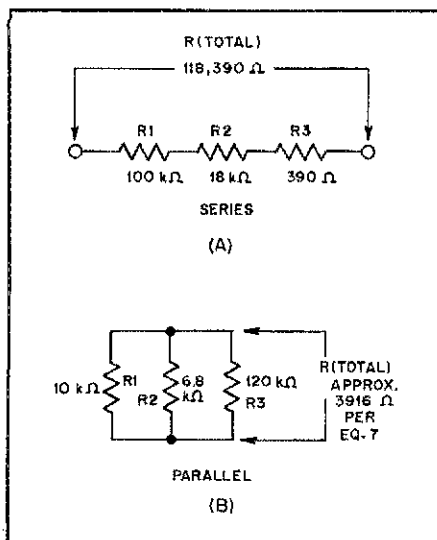 R(TOTAL)
118,390 Ω
R1 R2 R3
100 kΩ 18 kΩ 390 Ω
SERIES
(A)
10 kΩ R1
6.8 kΩ R2
120 kΩ R3
R(TOTAL)
APPROX.
3916 Ω
PER
EQ. 7
PARALLEL
(B)